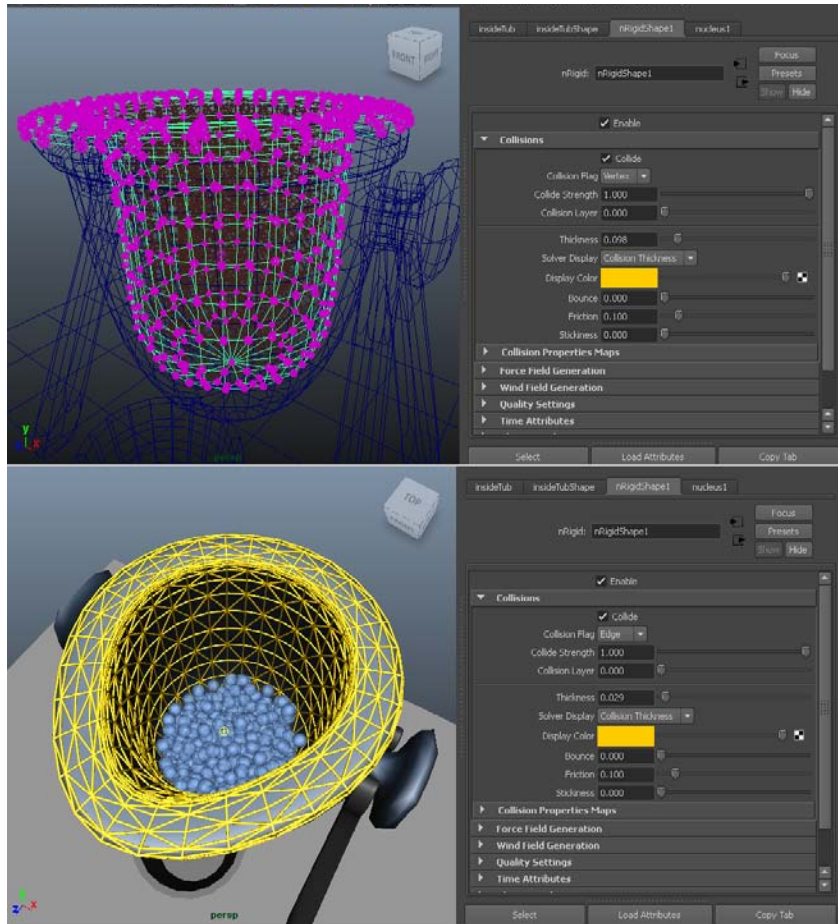 FRONT
insideTub insideTubShape nRigidShape1 nucleus1
nRigid: nRigidShape1
Focus
Presets
Show Hide
Enable
Collisions
Collide
Collision Flag Vertex
Collide Strength 1.000
Collision Layer 0.000
Thickness 0.098
Solver Display Collision Thickness
Display Color
Bounce 0.000
Friction 0.100
Stickiness 0.000
Collision Properties Maps
Force Field Generation
Wind Field Generation
Quality Settings
Time Attributes
Select Load Attributes Copy Tab
y
x
persp
TOP
insideTub insideTubShape nRigidShape1 nucleus1
nRigid: nRigidShape1
Focus
Presets
Show Hide
Enable
Collisions
Collide
Collision Flag Edge
Collide Strength 1.000
Collision Layer 0.000
Thickness 0.029
Solver Display Collision Thickness
Display Color
Bounce 0.000
Friction 0.100
Stickiness 0.000
Collision Properties Maps
Force Field Generation
Wind Field Generation
Quality Settings
Time Attributes
Select Load Attributes Copy Tab
z x
persp